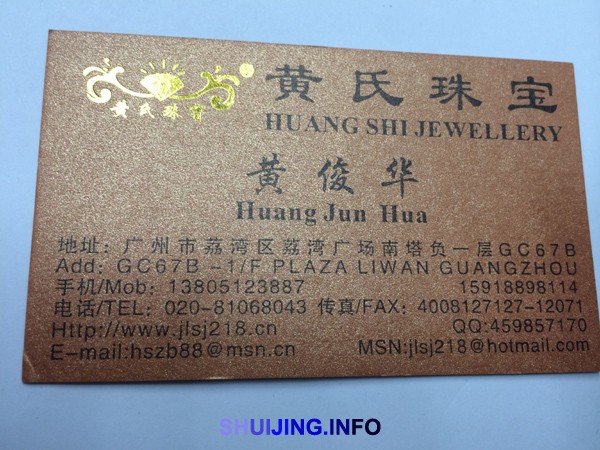 黄氏珠宝
黄氏珠宝
HUANG SHI JEWELLERY
黄俊华
Huang Jun Hua
地址: 广州市荔湾区荔湾广场南塔负一层GC67B
Add: GC67B -1/F PLAZA LIWAN GUANGZHOU
手机/Mob: 13805123887 15918898114
电话/TEL: 020-81068043 传真/FAX: 4008127127-12071
Http://www.jlsj218.cn QQ:459857170
E-mail:hszb88@msn.cn MSN:jlsj218@hotmail.com
SHUIJING.INFO